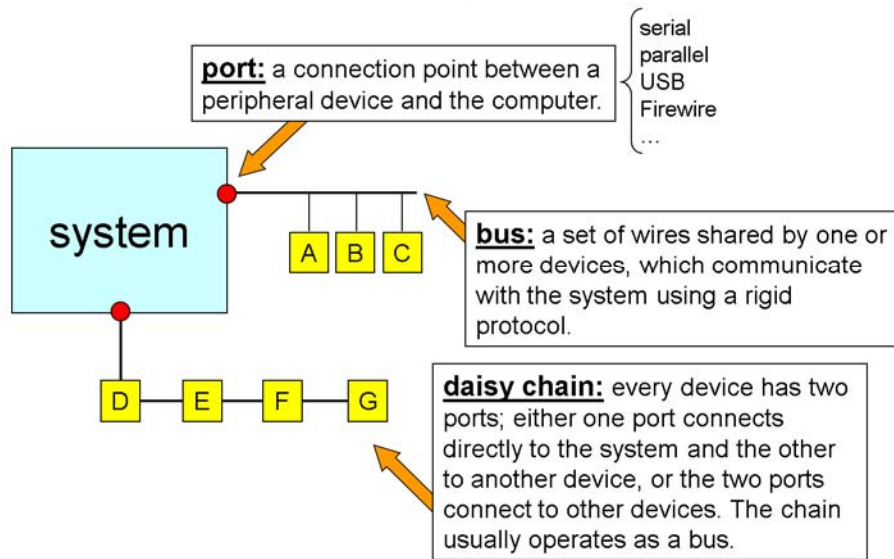 port: a connection point between a
peripheral device and the computer.
serial
parallel
USB
Firewire
...
system
A B C
bus: a set of wires shared by one or
more devices, which communicate
with the system using a rigid
protocol.
D E F G
daisy chain: every device has two
ports; either one port connects
directly to the system and the other
to another device, or the two ports
connect to other devices. The chain
usually operates as a bus.